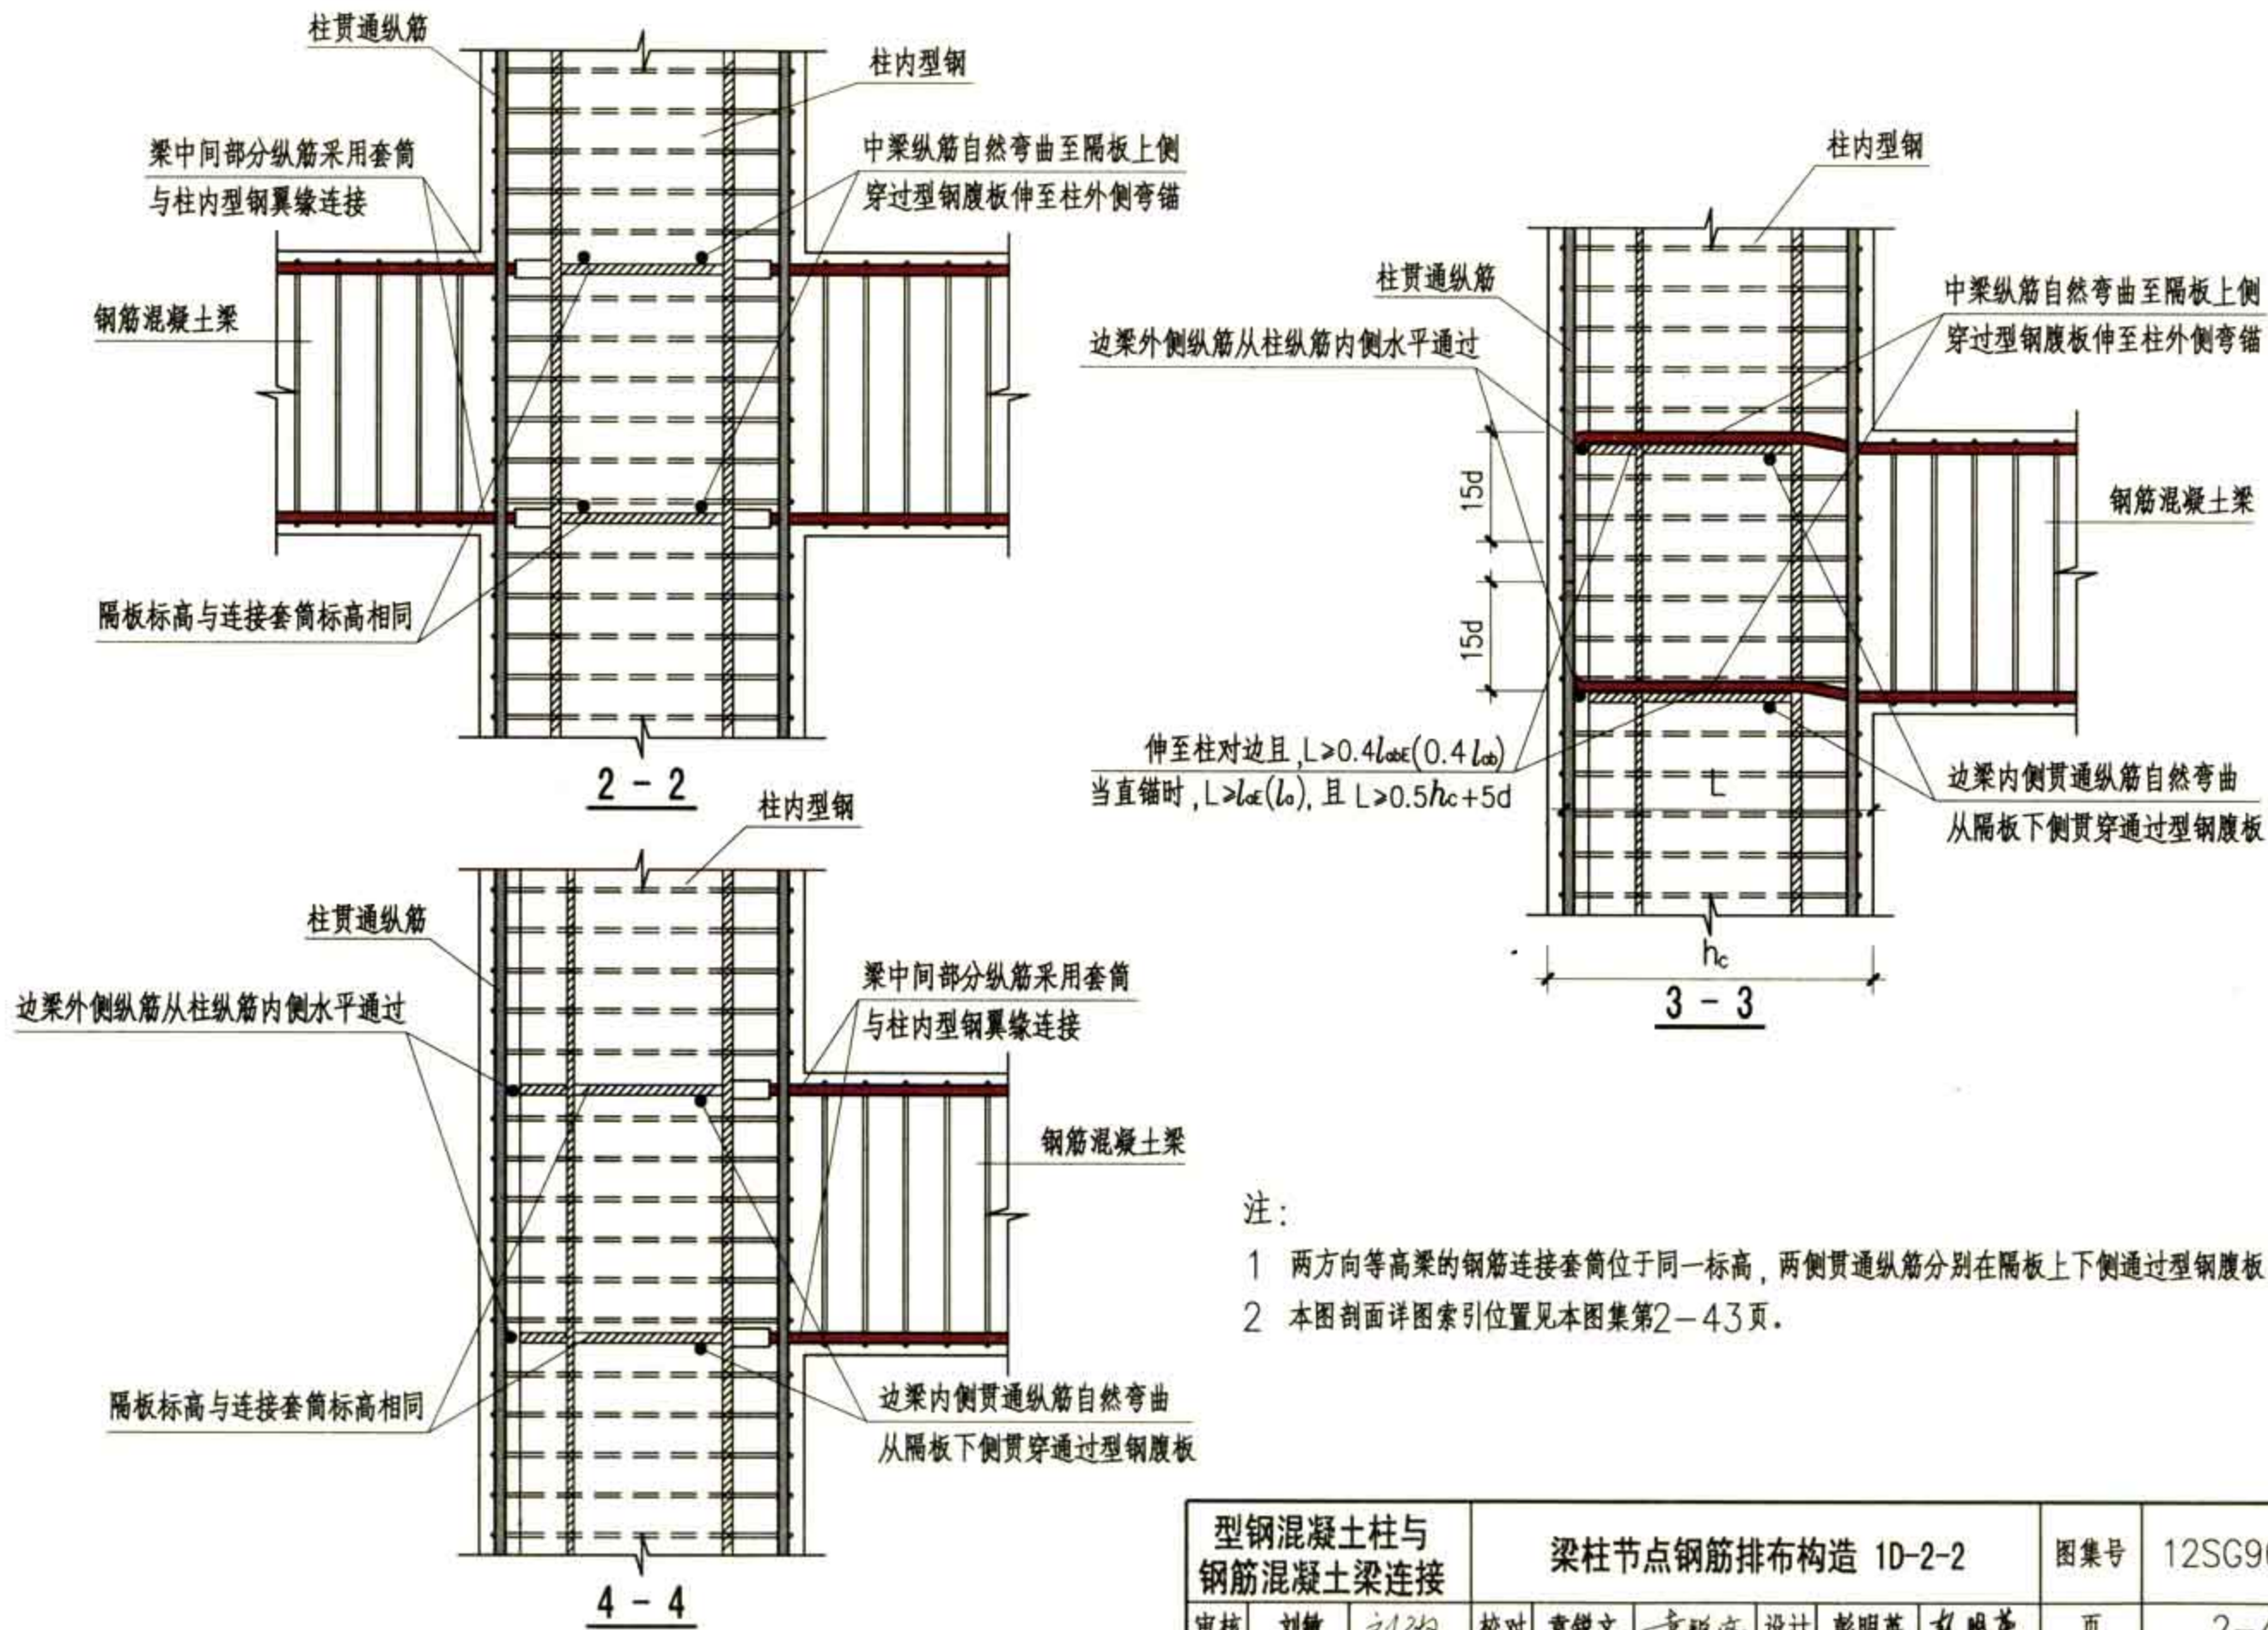 柱贯通纵筋
柱内型钢
梁中间部分纵筋采用套筒
与柱内型钢翼缘连接
中梁纵筋自然弯曲至隔板上侧
穿过型钢腹板伸至柱外侧弯锚
钢筋混凝土梁
隔板标高与连接套筒标高相同
2 - 2
柱内型钢
柱贯通纵筋
中梁纵筋自然弯曲至隔板上侧
穿过型钢腹板伸至柱外侧弯锚
边梁外侧纵筋从柱纵筋内侧水平通过
15d
15d
钢筋混凝土梁
伸至柱对边且,L≥0.4labE(0.4lab)
当直锚时,L≥laE(la),且L≥0.5hc+5d
L
边梁内侧贯通纵筋自然弯曲
从隔板下侧贯穿通过型钢腹板
hc
3 - 3
柱内型钢
柱贯通纵筋
边梁外侧纵筋从柱纵筋内侧水平通过
梁中间部分纵筋采用套筒
与柱内型钢翼缘连接
钢筋混凝土梁
隔板标高与连接套筒标高相同
边梁内侧贯通纵筋自然弯曲
从隔板下侧贯穿通过型钢腹板
4 - 4
注:
1 两方向等高梁的钢筋连接套筒位于同一标高,两侧贯通纵筋分别在隔板上下侧通过型钢腹板
2 本图剖面详图索引位置见本图集第2-43页.
型钢混凝土柱与
钢筋混凝土梁连接
梁柱节点钢筋排布构造 1D-2-2
图集号
12SG9
审核 刘敏 校对 设计 彭明英 页